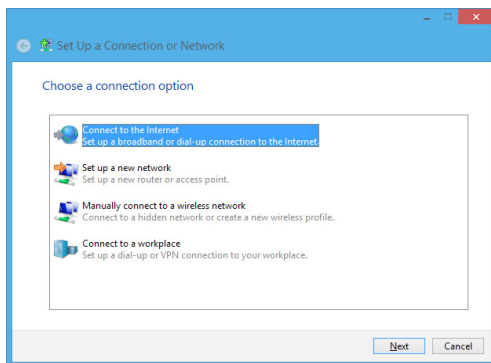 Set Up a Connection or Network
Choose a connection option
Connect to the Internet
Set up a broadband or dial-up connection to the Internet.
Set up a new network
Set up a new router or access point.
Manually connect to a wireless network
Connect to a hidden network or create a new wireless profile.
Connect to a workplace
Set up a dial-up or VPN connection to your workplace.
Next Cancel